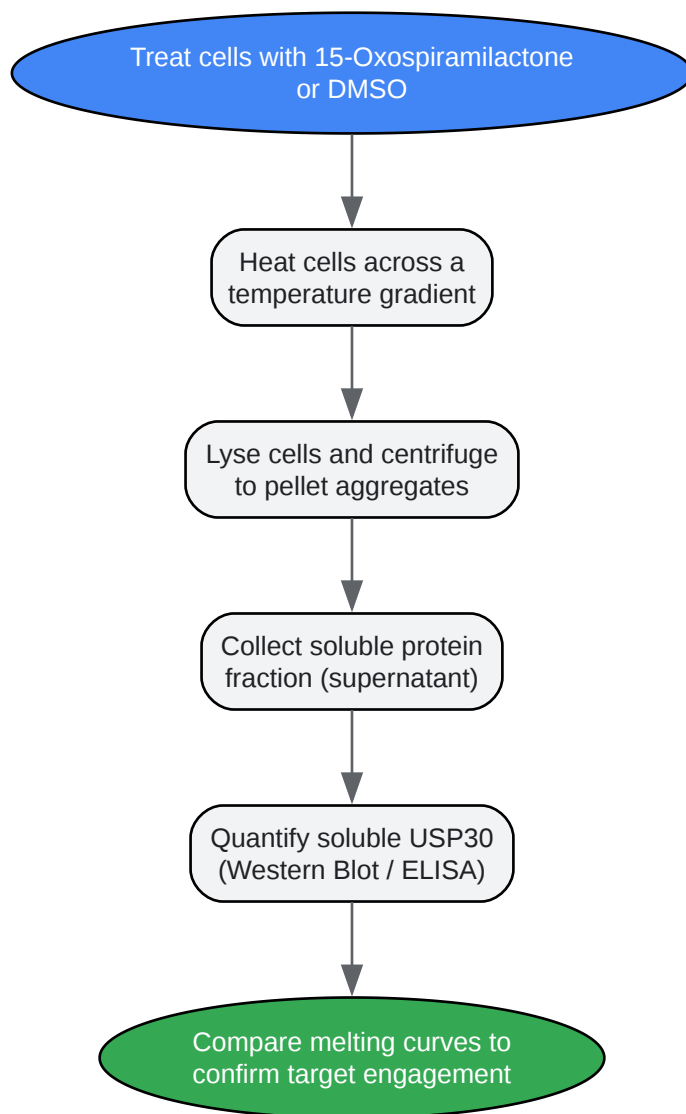 Treat cells with 15-Oxospiramilactone
or DMSO
Heat cells across a
temperature gradient
Lyse cells and centrifuge
to pellet aggregates
Collect soluble protein
fraction (supernatant)
Quantify soluble USP30
(Western Blot / ELISA)
Compare melting curves to
confirm target engagement